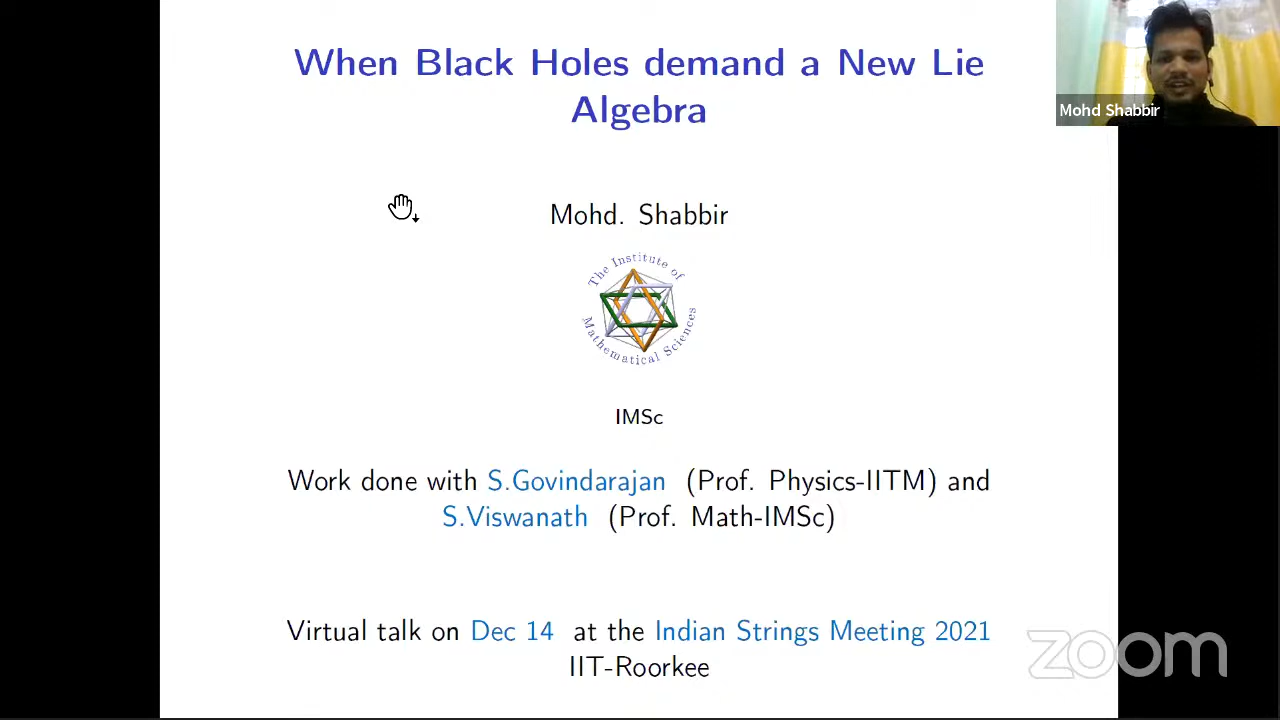 When Black Holes demand a New Lie
Algebra
Mohd Shabbir
Mohd. Shabbir
The Institute of
Mathematical Sciences
IMSc
Work done with S.Govindarajan (Prof. Physics-IITM) and
S.Viswanath (Prof. Math-IMSc)
Virtual talk on Dec 14 at the Indian Strings Meeting 2021
IIT-Roorkee
zoom